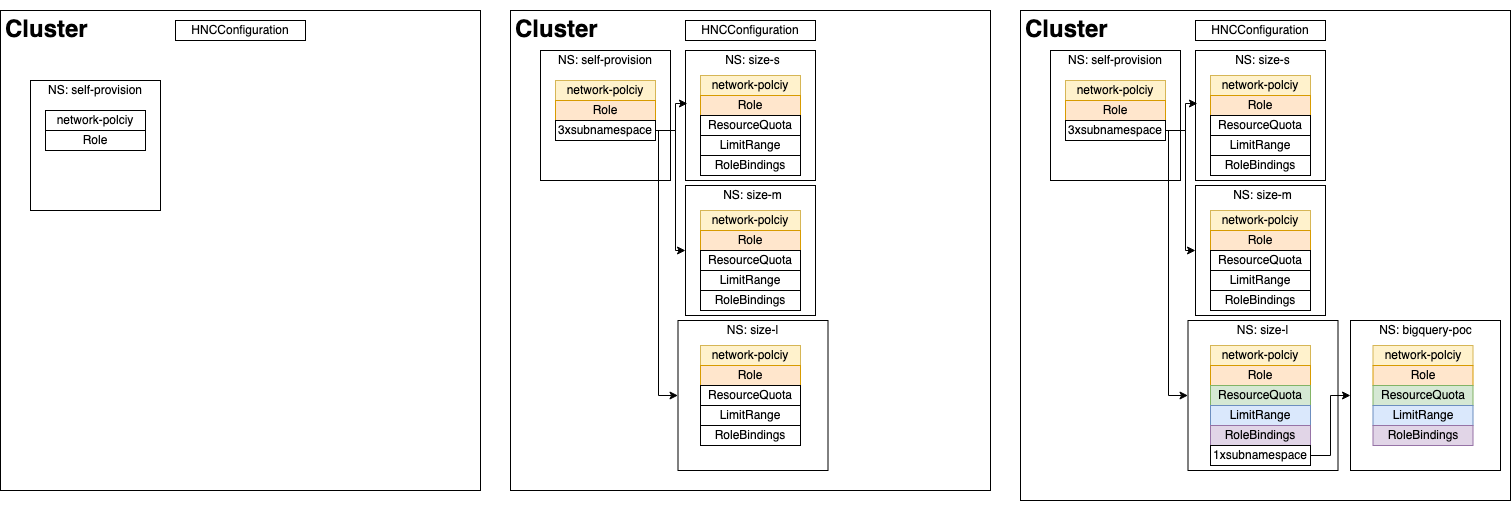 Cluster
HNCConfiguration
NS: self-provision
network-polciy
Role
Cluster
HNCConfiguration
NS: self-provision
network-polciy
Role
3xsubnamespace
NS: size-s
network-polciy
Role
ResourceQuota
LimitRange
RoleBindings
NS: size-m
network-polciy
Role
ResourceQuota
LimitRange
RoleBindings
NS: size-l
network-polciy
Role
ResourceQuota
LimitRange
RoleBindings
Cluster
HNCConfiguration
NS: self-provision
network-polciy
Role
3xsubnamespace
NS: size-s
network-polciy
Role
ResourceQuota
LimitRange
RoleBindings
NS: size-m
network-polciy
Role
ResourceQuota
LimitRange
RoleBindings
NS: size-l
network-polciy
Role
ResourceQuota
LimitRange
RoleBindings
1xsubnamespace
NS: bigquery-poc
network-polciy
Role
ResourceQuota
LimitRange
RoleBindings